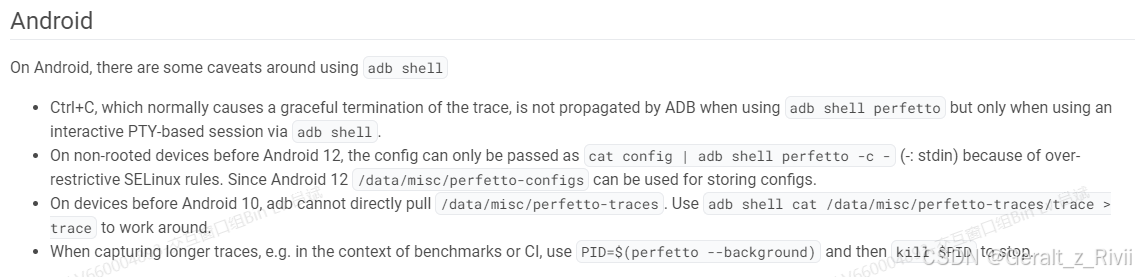 Android
On Android, there are some caveats around using adb shell
Ctrl+C, which normally causes a graceful termination of the trace, is not propagated by ADB when using adb shell perfetto but only when using an
interactive PTY-based session via adb shell.
On non-rooted devices before Android 12, the config can only be passed as cat config | adb shell perfetto -c - (-: stdin) because of over-
restrictive SELinux rules. Since Android 12 /data/misc/perfetto-configs can be used for storing configs.
On devices before Android 10, adb cannot directly pull /data/misc/perfetto-traces. Use adb shell cat /data/misc/perfetto-traces/trace >
trace to work around.
When capturing longer traces, e.g. in the context of benchmarks or CI, use PID=$(perfetto --background) and then kill $PID to stop.
CSDN @Geralt_z_Rivii